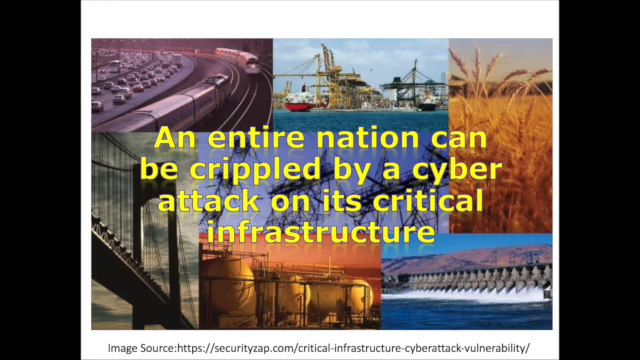 An entire nation can
be crippled by a cyber
attack on its critical
infrastructure
Image Source:https://securityzap.com/critical-infrastructure-cyberattack-vulnerability/